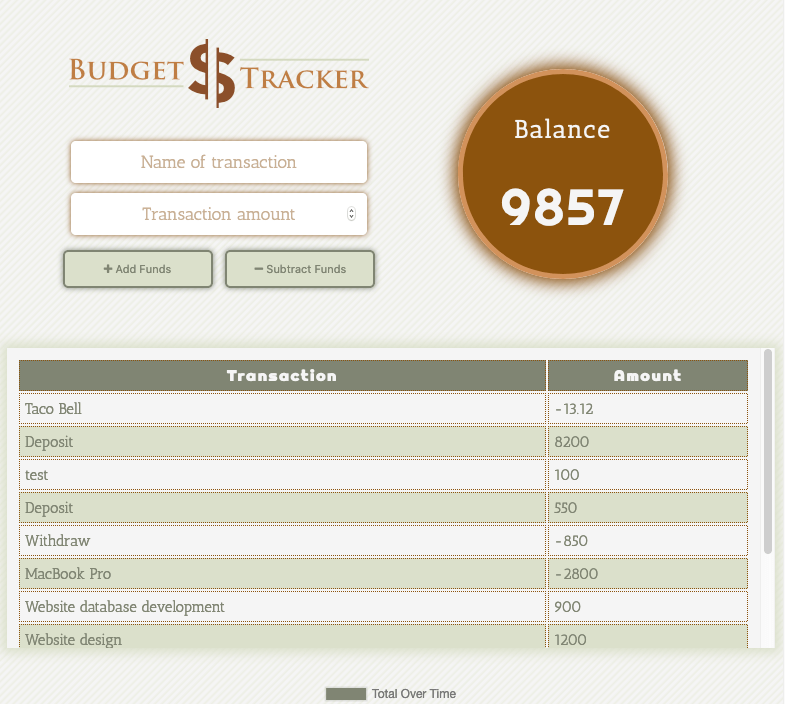 BUDGET $ TRACKER
Name of transaction
Transaction amount
+ Add Funds
− Subtract Funds
Balance
9857
Transaction Amount
Taco Bell -13.12
Deposit 8200
test 100
Deposit 550
Withdraw -850
MacBook Pro -2800
Website database development 900
Website design 1200
Total Over Time